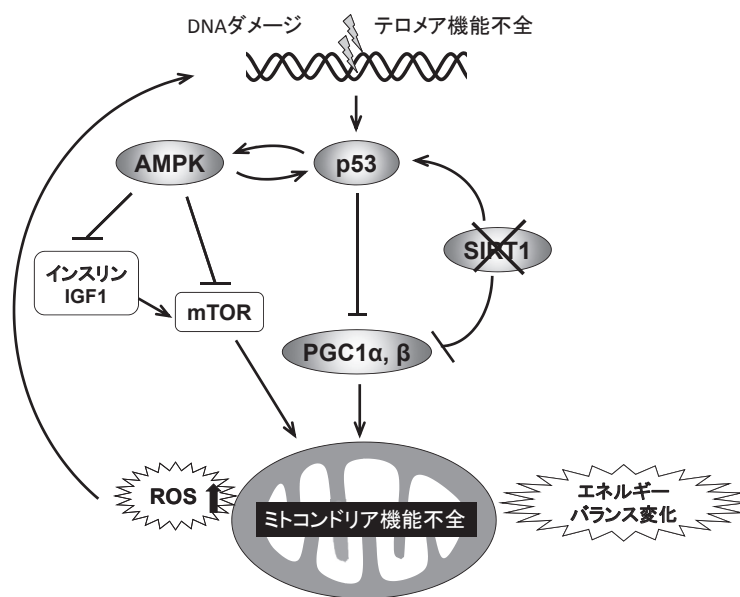 DNAダメージ
テロメア機能不全
AMPK
p53
SIRT1
インスリン
IGF1
mTOR
PGC1α, β
ROS
ミトコンドリア機能不全
エネルギー
バランス変化